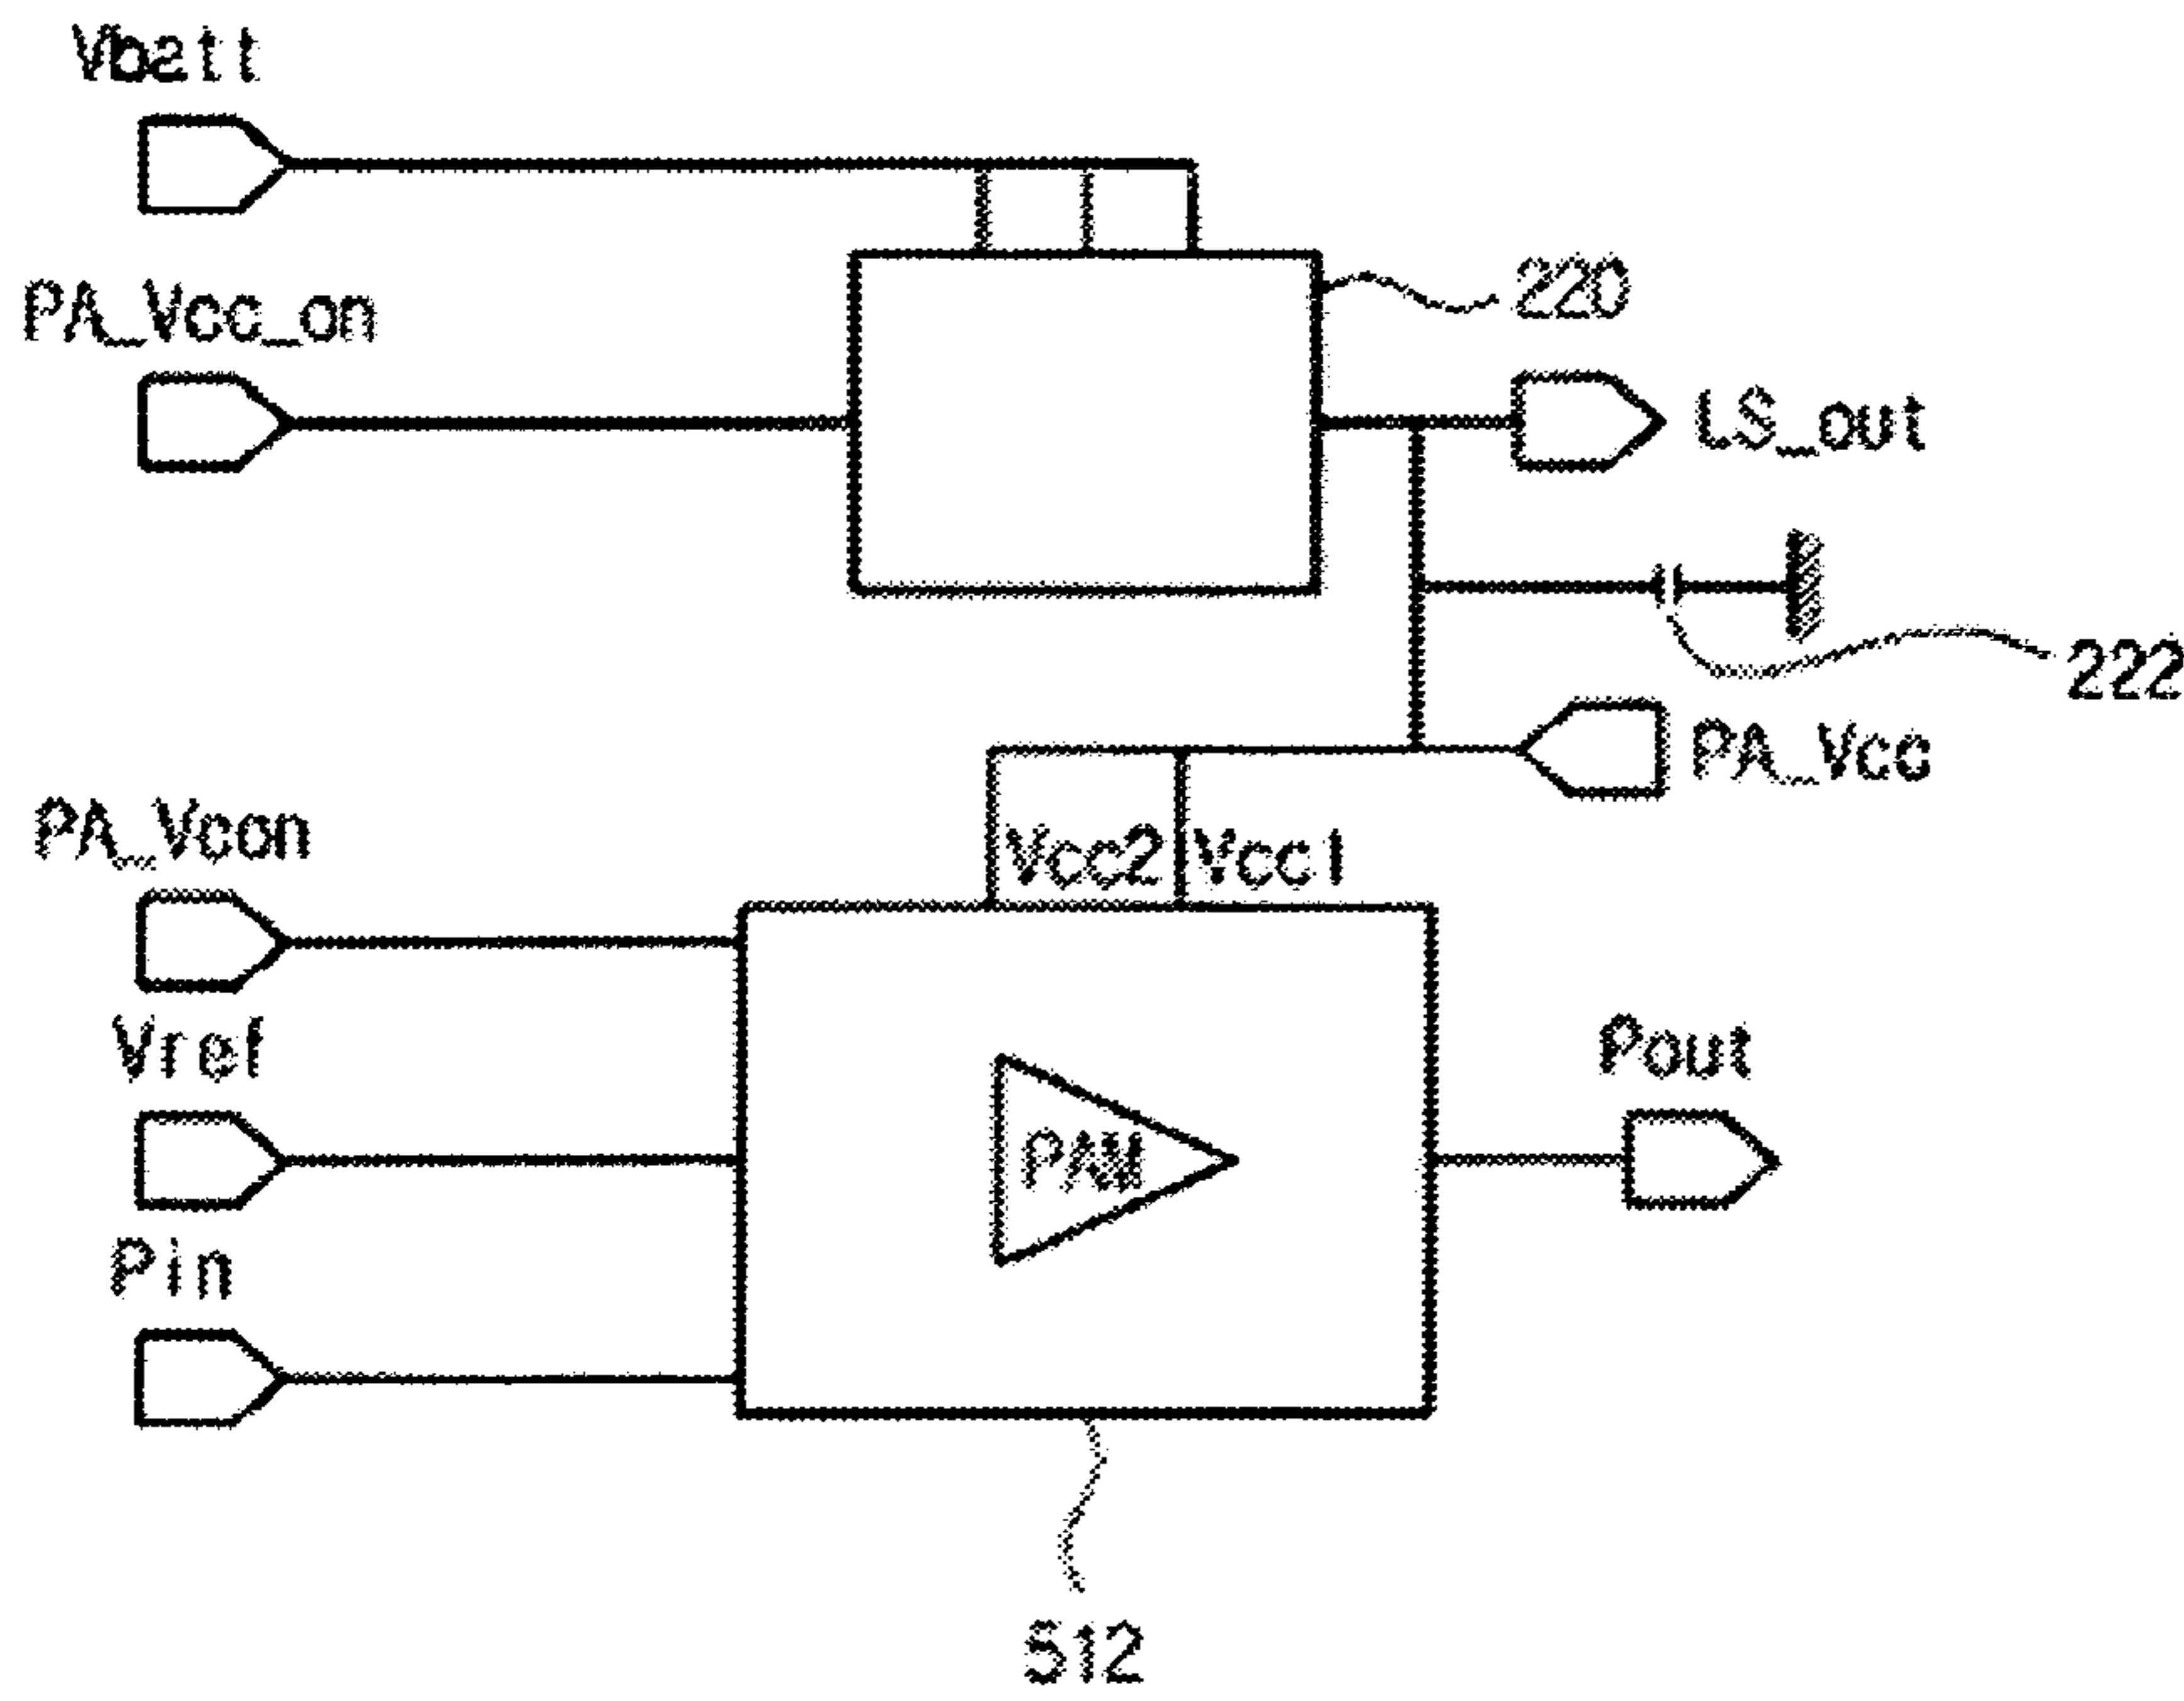 Vbatt
PA_Vcc_on
220
LS_out
222
PA_Vcc
PA_Vcon
Vcc2 Vcc1
Vref
Pout
PAM
Pin
512